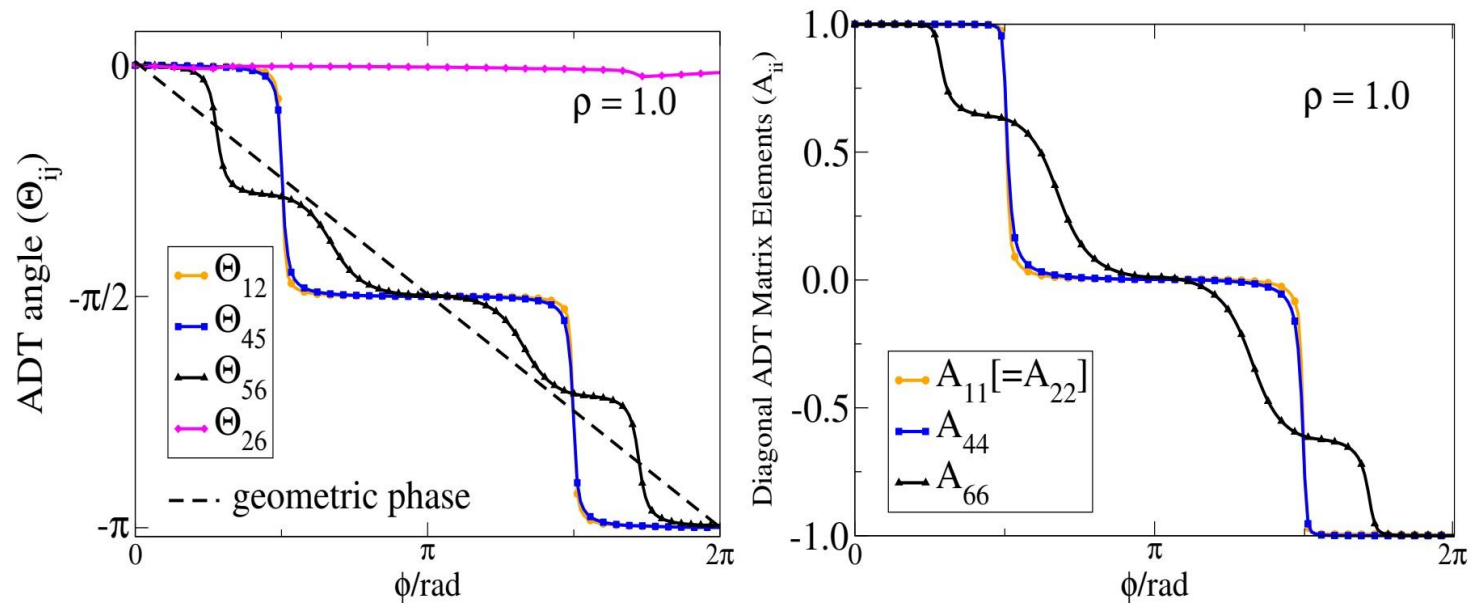 ADT angle (Θij)
0
-π/2
-π
ρ = 1.0
Θ12
Θ45
Θ56
Θ26
geometric phase
0
π
2π
ϕ/rad
Diagonal ADT Matrix Elements (Aii)
1.0
0.5
0.0
-0.5
-1.0
ρ = 1.0
A11[=A22]
A44
A66
0
π
2π
ϕ/rad